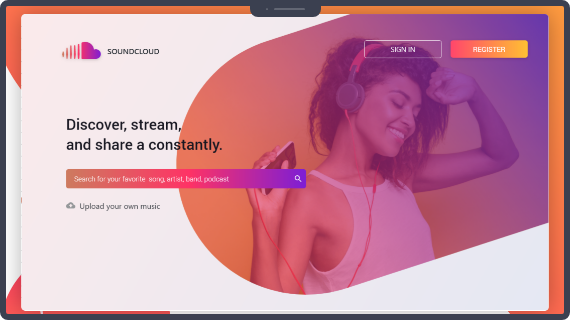 SOUNDCLOUD
SIGN IN
REGISTER
Discover, stream,
and share a constantly.
Search for your favorite song, artist, band, podcast
Upload your own music